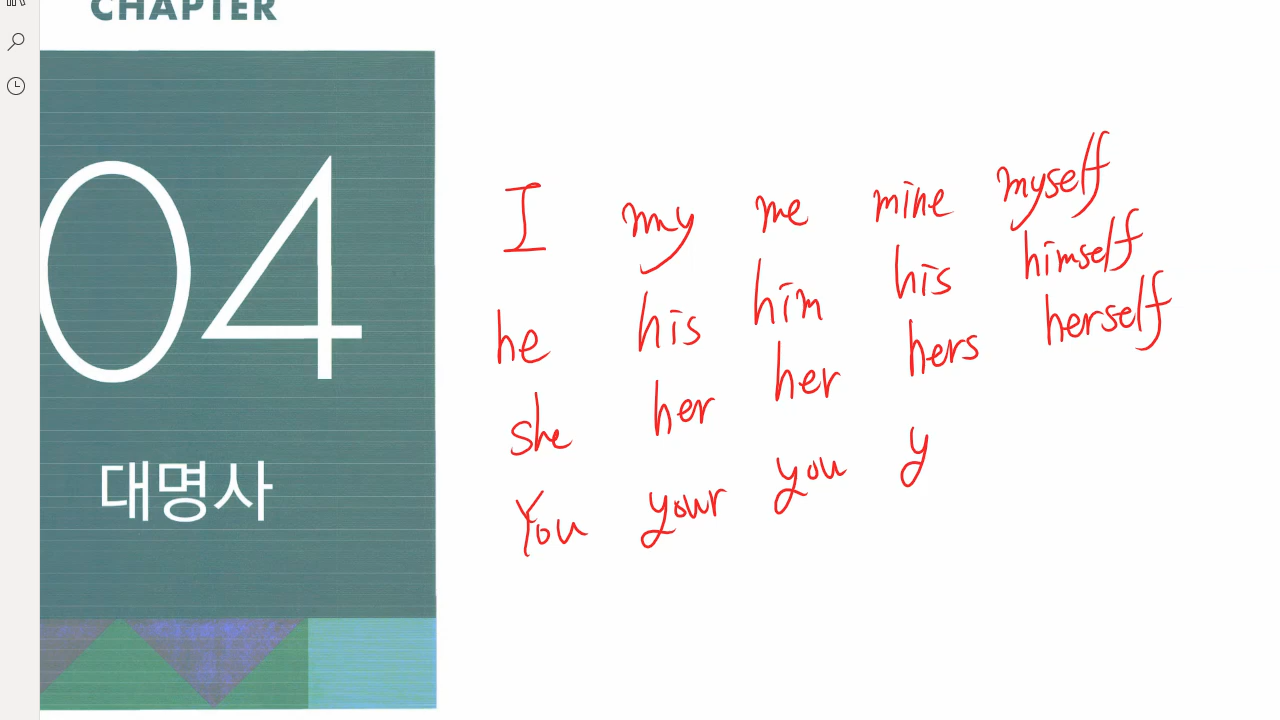 CHAPTER
04
대명사
I my me mine myself
he his him his himself
she her her hers herself
You your you y